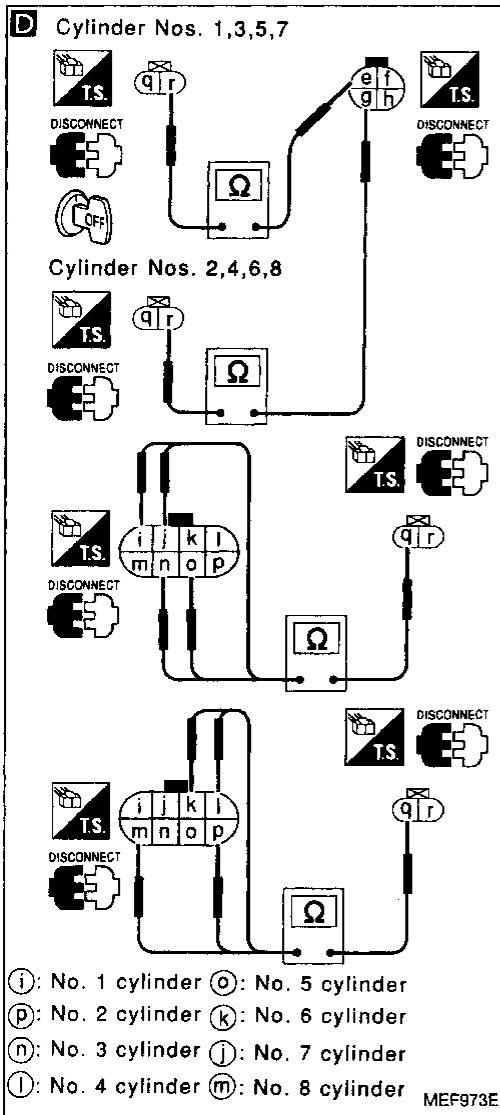 D Cylinder Nos. 1,3,5,7
T.S.
q r
e f
g h
T.S.
DISCONNECT
DISCONNECT
Ω
OFF
Cylinder Nos. 2,4,6,8
T.S.
q r
DISCONNECT
Ω
T.S.
DISCONNECT
T.S.
i j k l
m n o p
q r
DISCONNECT
Ω
T.S.
DISCONNECT
T.S.
i j k l
m n o p
q r
DISCONNECT
Ω
i: No. 1 cylinder o: No. 5 cylinder
p: No. 2 cylinder k: No. 6 cylinder
n: No. 3 cylinder j: No. 7 cylinder
l: No. 4 cylinder m: No. 8 cylinder
MEF973E